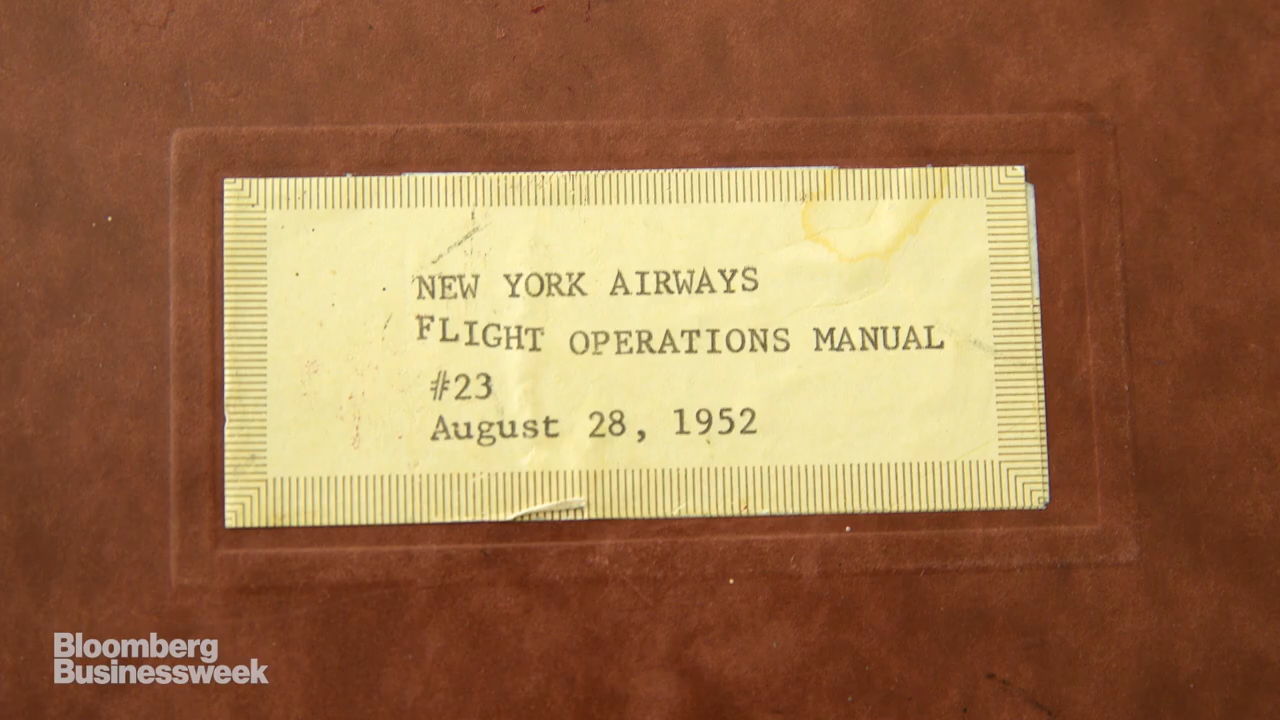 NEW YORK AIRWAYS
FLIGHT OPERATIONS MANUAL
#23
August 28, 1952
Bloomberg
Businessweek